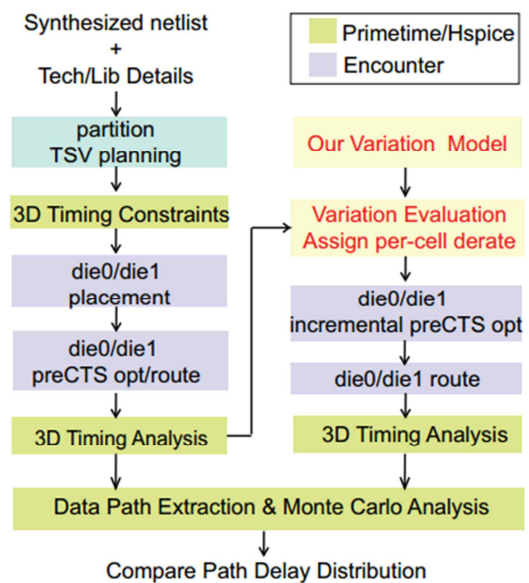 Synthesized netlist
+
Tech/Lib Details
partition
TSV planning
3D Timing Constraints
die0/die1
placement
die0/die1
preCTS opt/route
3D Timing Analysis
Primetime/Hspice
Encounter
Our Variation Model
Variation Evaluation
Assign per-cell derate
die0/die1
incremental preCTS opt
die0/die1 route
3D Timing Analysis
Data Path Extraction & Monte Carlo Analysis
Compare Path Delay Distribution